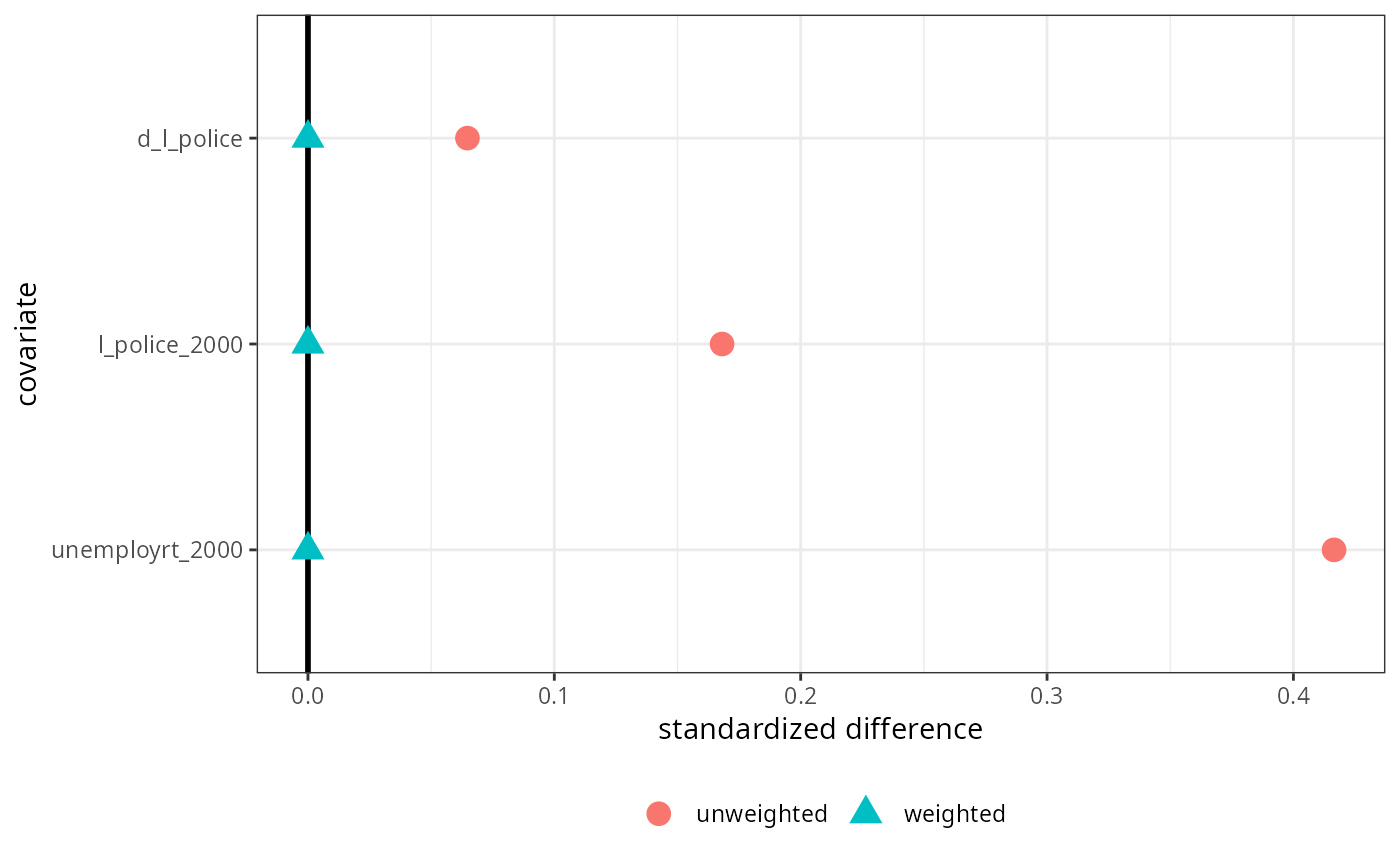 covariate
d_l_police
l_police_2000
unemployrt_2000
0.0 0.1 0.2 0.3 0.4
standardized difference
unweighted weighted